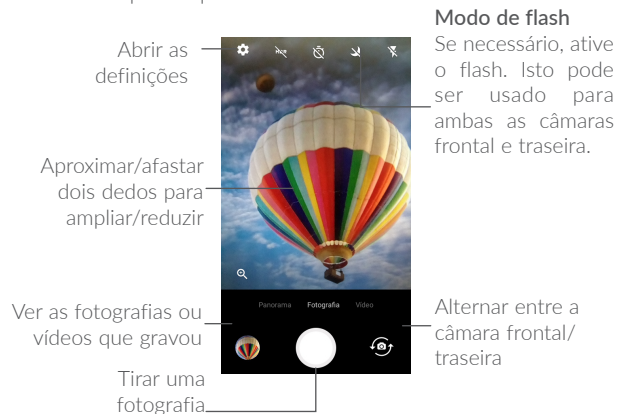 Modo de flash
Se necessário, ative
o flash. Isto pode
ser usado para
ambas as câmaras
frontal e traseira.
Abrir as
definições
HDR
Aproximar/afastar
dois dedos para
ampliar/reduzir
Panorama Fotografia Vídeo
Ver as fotografias ou
vídeos que gravou
Alternar entre a
câmara frontal/
traseira
Tirar uma
fotografia